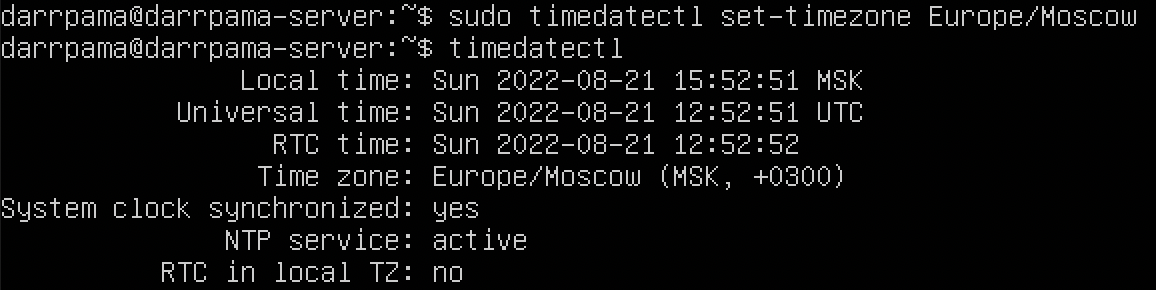 darrpama@darrpama-server:~$ sudo timedatectl set-timezone Europe/Moscow
darrpama@darrpama-server:~$ timedatectl
Local time: Sun 2022-08-21 15:52:51 MSK
Universal time: Sun 2022-08-21 12:52:51 UTC
RTC time: Sun 2022-08-21 12:52:52
Time zone: Europe/Moscow (MSK, +0300)
System clock synchronized: yes
NTP service: active
RTC in local TZ: no